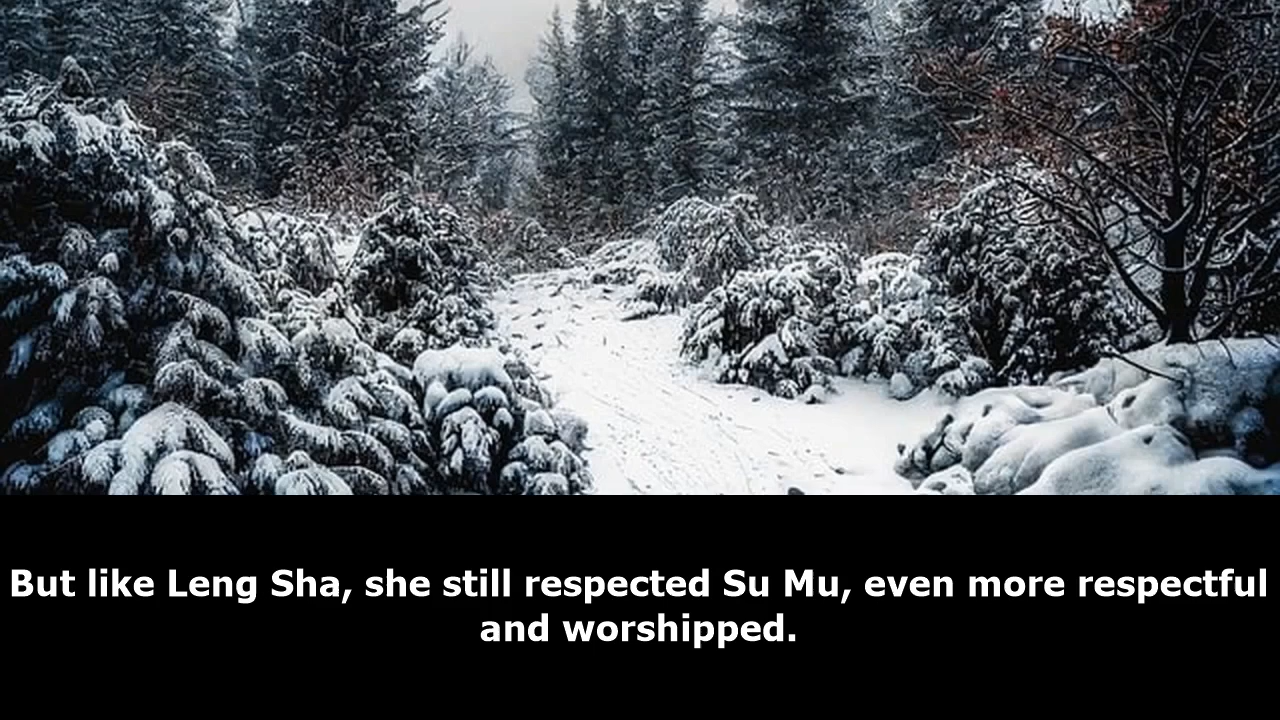 But like Leng Sha, she still respected Su Mu, even more respectful
and worshipped.